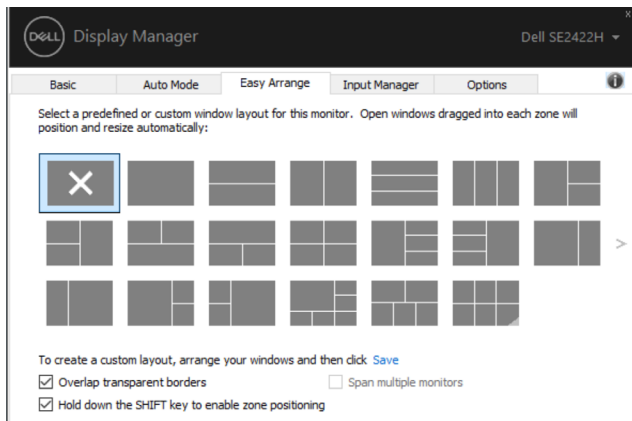 x
DELL Display Manager
Dell SE2422H
Basic
Auto Mode
Easy Arrange
Input Manager
Options
Select a predefined or custom window layout for this monitor. Open windows dragged into each zone will
position and resize automatically:
To create a custom layout, arrange your windows and then click Save
Overlap transparent borders
Span multiple monitors
Hold down the SHIFT key to enable zone positioning